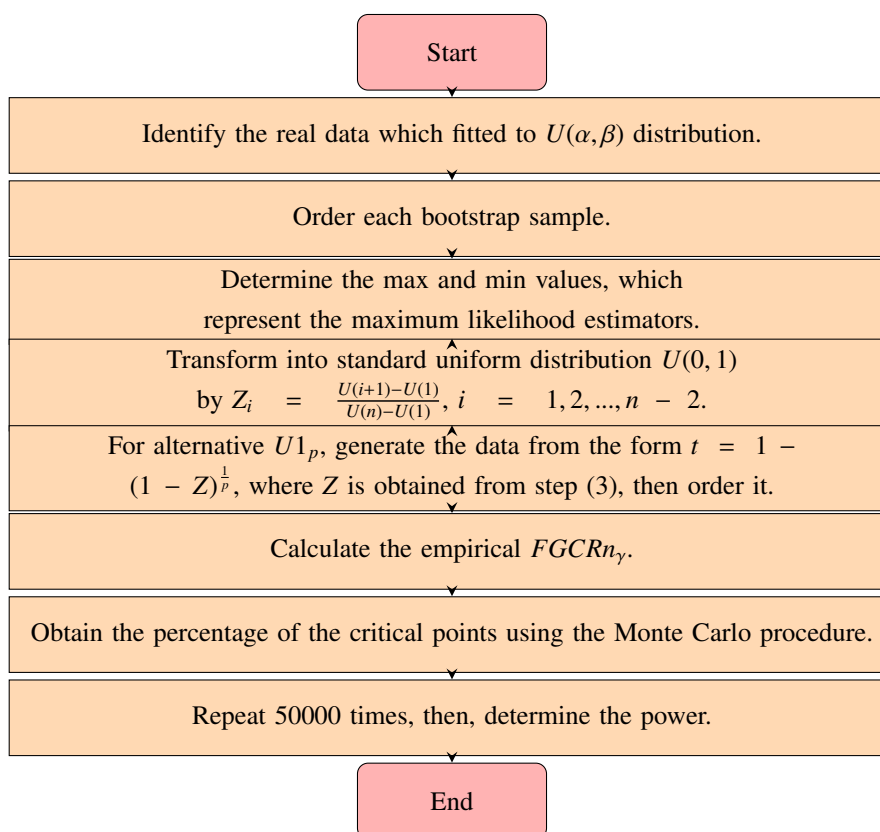 Start
Identify the real data which fitted to U(α, β) distribution.
Order each bootstrap sample.
Determine the max and min values, which
represent the maximum likelihood estimators.
Transform into standard uniform distribution U(0, 1)
by Z_i = \frac{U(i+1)−U(1)}{U(n)−U(1)}, i = 1, 2, ..., n − 2.
For alternative U1_p, generate the data from the form t = 1 −
(1 − Z)^{\frac{1}{p}}, where Z is obtained from step (3), then order it.
Calculate the empirical FGCRn_γ.
Obtain the percentage of the critical points using the Monte Carlo procedure.
Repeat 50000 times, then, determine the power.
End